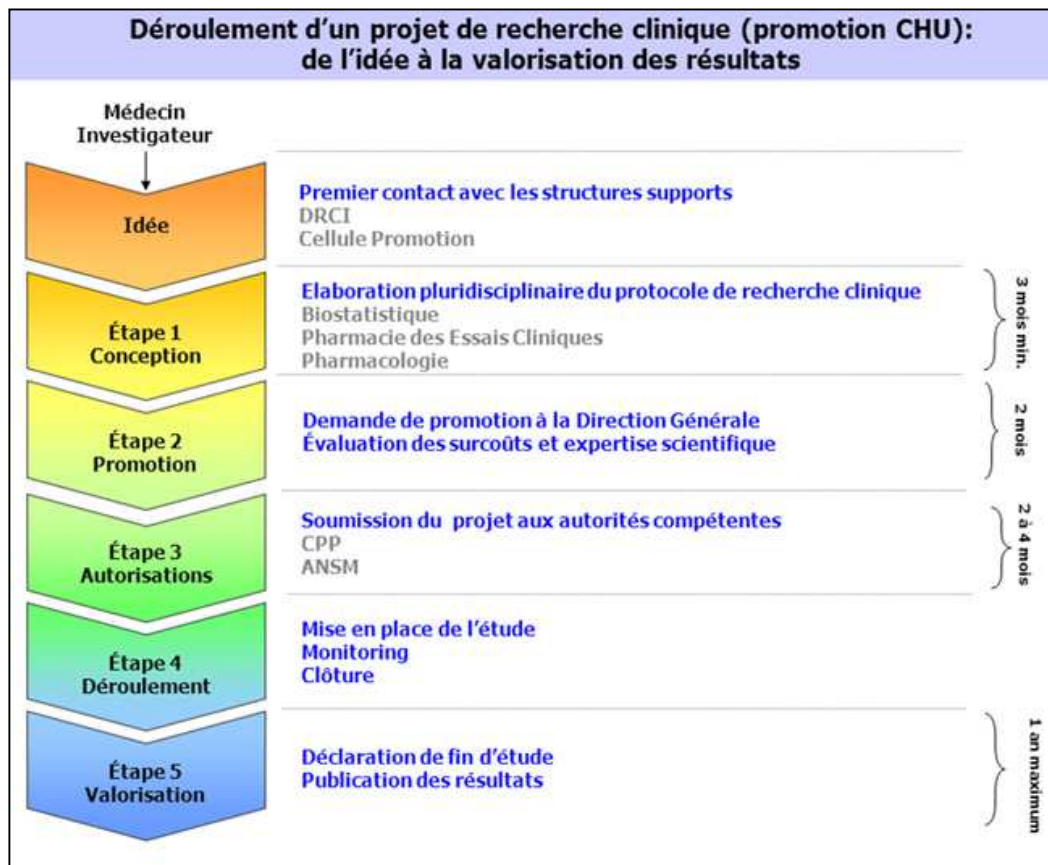 Déroulement d'un projet de recherche clinique (promotion CHU):
de l'idée à la valorisation des résultats
Médecin
Investigateur
Idée
Premier contact avec les structures supports
DRCI
Cellule Promotion
Étape 1
Conception
Elaboration pluridisciplinaire du protocole de recherche clinique
Biostatistique
Pharmacie des Essais Cliniques
Pharmacologie
3 mois min.
Étape 2
Promotion
Demande de promotion à la Direction Générale
Évaluation des surcoûts et expertise scientifique
2 mois
Étape 3
Autorisations
Soumission du projet aux autorités compétentes
CPP
ANSM
2 à 4 mois
Étape 4
Déroulement
Mise en place de l'étude
Monitoring
Clôture
Étape 5
Valorisation
Déclaration de fin d'étude
Publication des résultats
1 an maximum